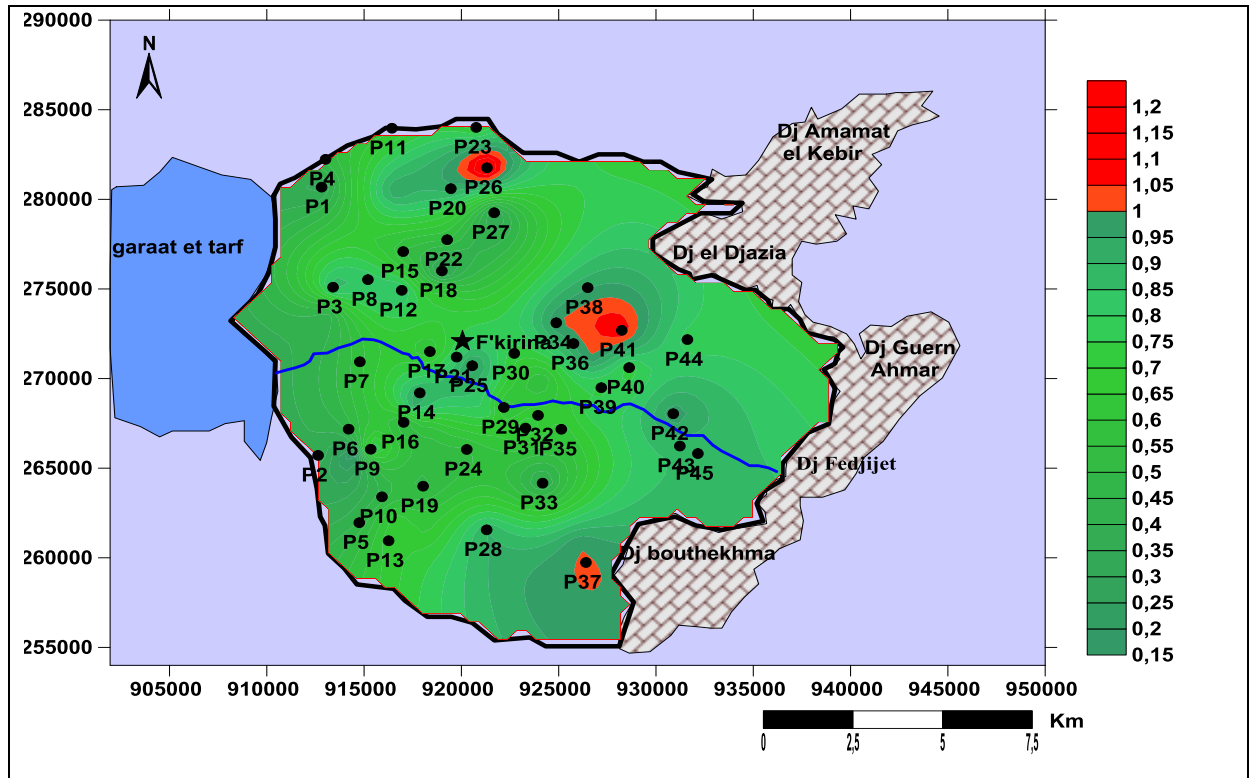 290000
285000
280000
275000
270000
265000
260000
255000
905000 910000 915000 920000 925000 930000 935000 940000 945000 950000
N
garaat et tarf
Dj Amamat
el Kebir
Dj el Djazia
Dj Guern
Ahmar
Dj Fedjijet
Dj bouthekhma
F'kirina
P11
P23
P4
P1
P26
P20
P27
P22
P15
P18
P3
P8
P12
P38
P34
P36
P41
P44
P40
P39
P30
P17
P21
P25
P7
P14
P16
P29
P31
P32
P35
P42
P43
P45
P6
P9
P2
P24
P19
P10
P33
P5
P13
P28
P37
1,2
1,15
1,1
1,05
1
0,95
0,9
0,85
0,8
0,75
0,7
0,65
0,6
0,55
0,5
0,45
0,4
0,35
0,3
0,25
0,2
0,15
Km
0 2,5 5 7,5